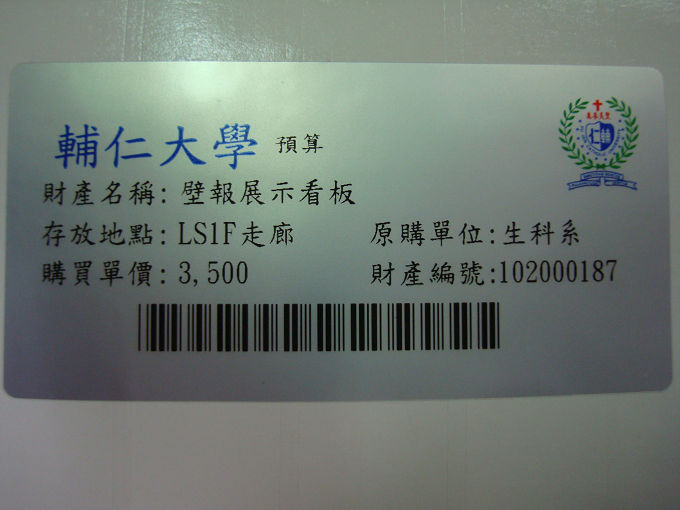 輔仁大學 預算
財產名稱: 壁報展示看板
存放地點: LS1F走廊 原購單位:生科系
購買單價: 3,500 財產編號:102000187